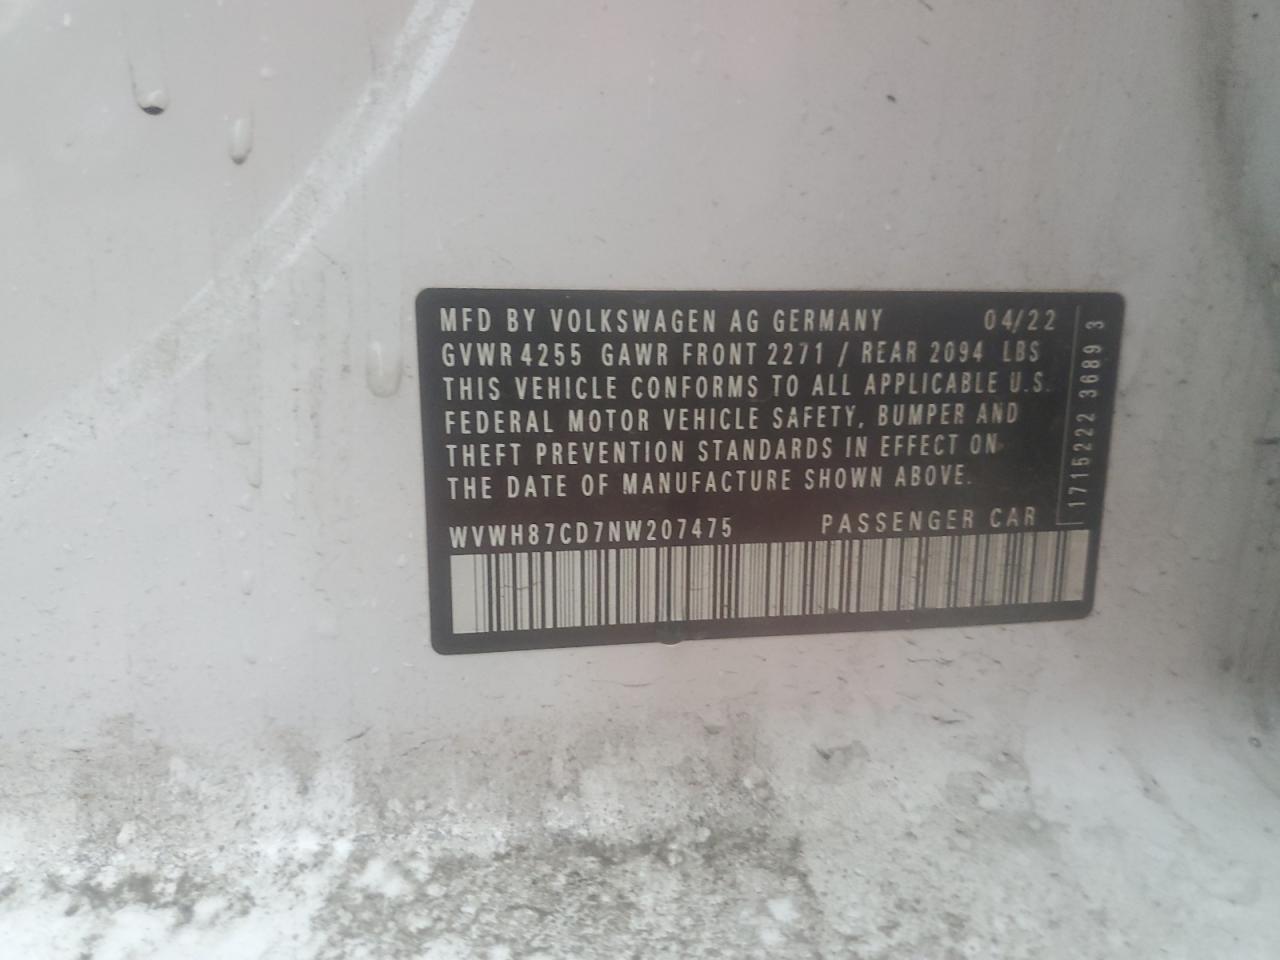 MFD BY VOLKSWAGEN AG GERMANY 04/22
GVWR 4255 GAWR FRONT 2271 / REAR 2094 LBS
THIS VEHICLE CONFORMS TO ALL APPLICABLE U.S.
FEDERAL MOTOR VEHICLE SAFETY, BUMPER AND
THEFT PREVENTION STANDARDS IN EFFECT ON
THE DATE OF MANUFACTURE SHOWN ABOVE.
WVWH87CD7NW207475 PASSENGER CAR
1715222 36893